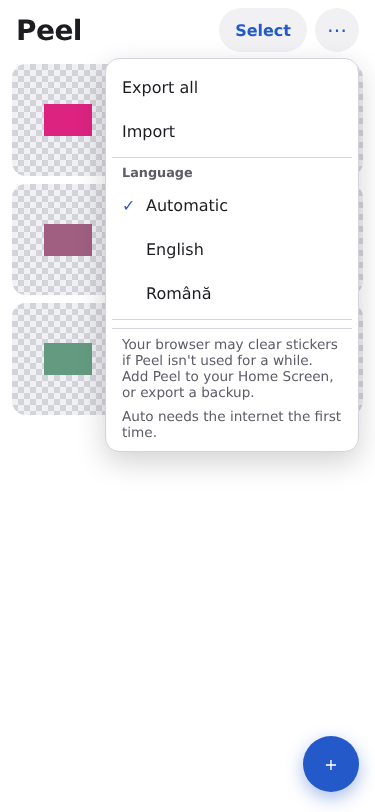 Peel
Select
⋯
Export all
Import
Language
✓ Automatic
English
Română
Your browser may clear stickers
if Peel isn't used for a while.
Add Peel to your Home Screen,
or export a backup.
Auto needs the internet the first
time.
+